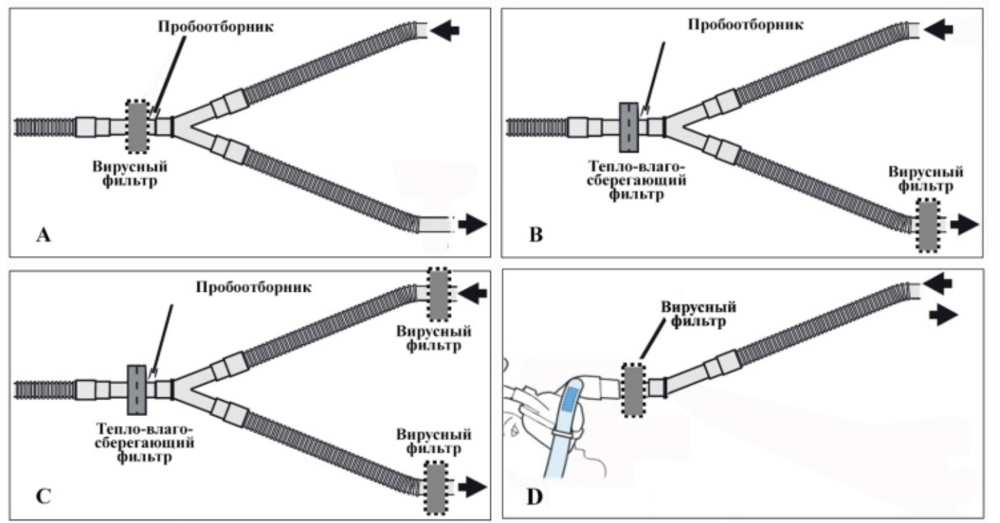 Пробоотборник
Вирусный
фильтр
A
Пробоотборник
Тепло-влаго-
сберегающий
фильтр
Вирусный
фильтр
B
Пробоотборник
Вирусный
фильтр
Тепло-влаго-
сберегающий
фильтр
Вирусный
фильтр
C
Вирусный
фильтр
D